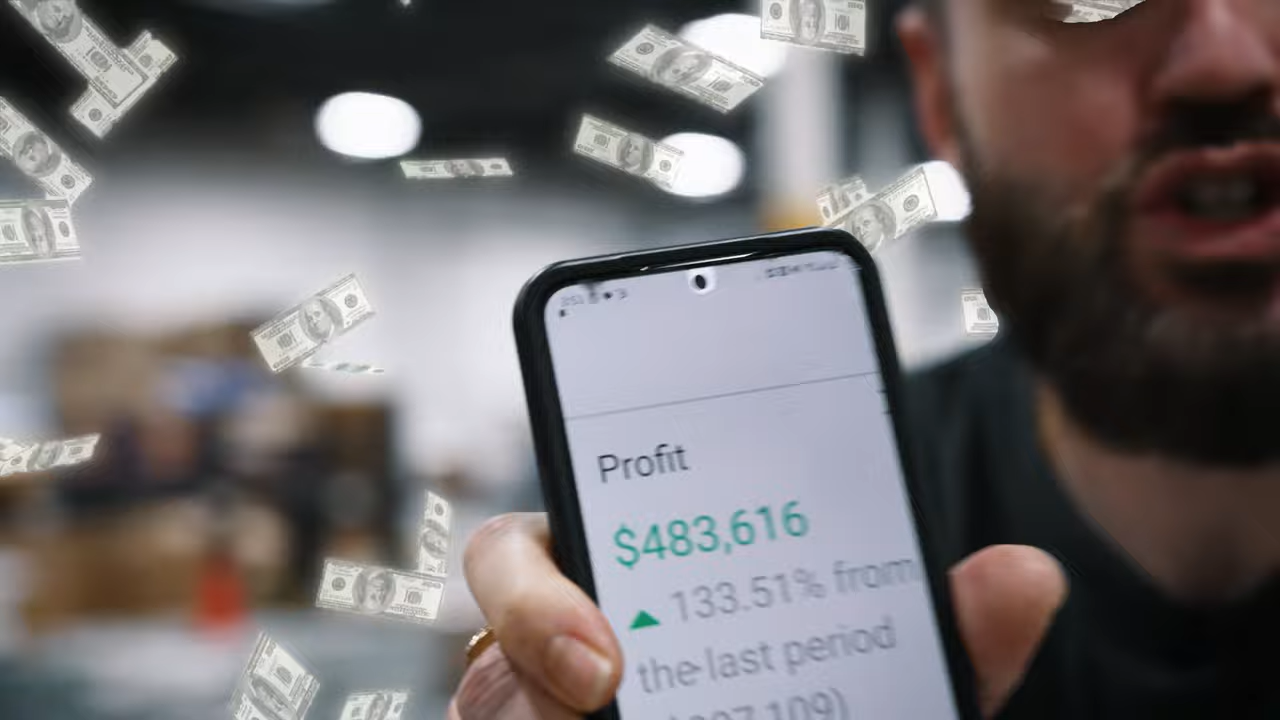 Profit
$483,616
133.51% from
the last period